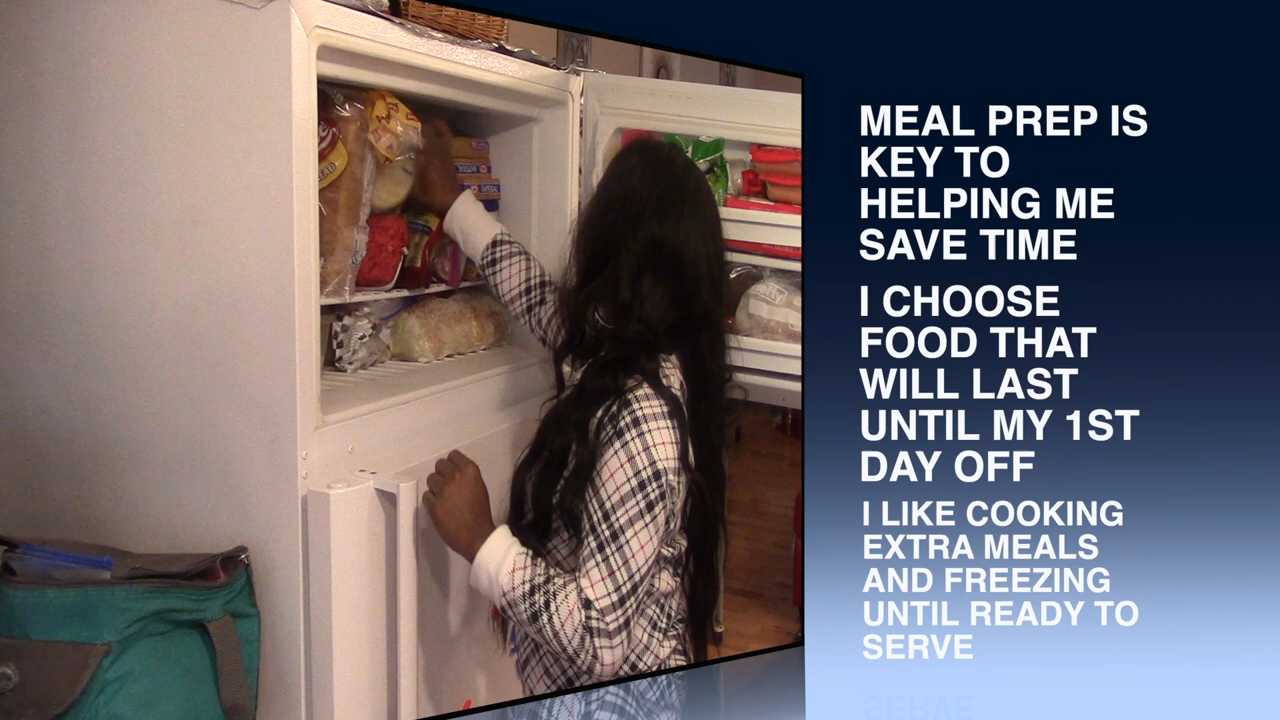 MEAL PREP IS
KEY TO
HELPING ME
SAVE TIME
I CHOOSE
FOOD THAT
WILL LAST
UNTIL MY 1ST
DAY OFF
I LIKE COOKING
EXTRA MEALS
AND FREEZING
UNTIL READY TO
SERVE